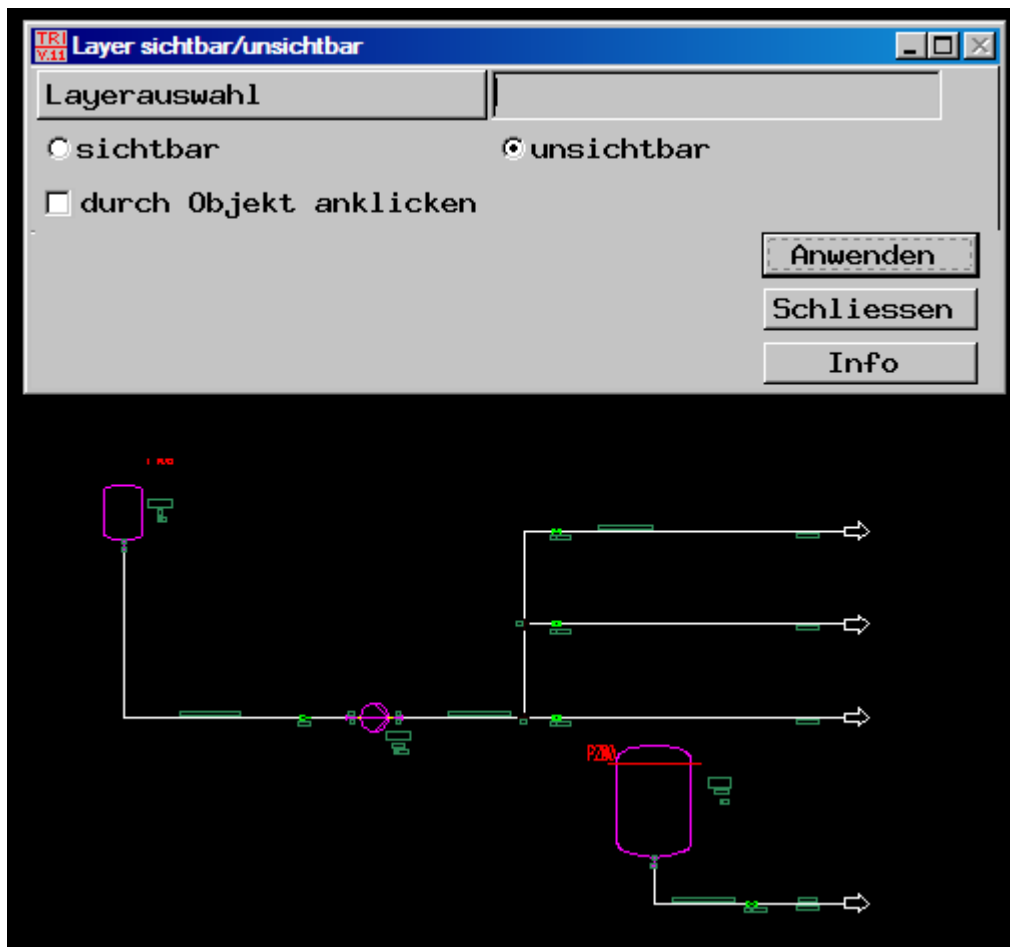 TRI
V.11
Layer sichtbar/unsichtbar
Layerauswahl
sichtbar
unsichtbar
durch Objekt anklicken
Anwenden
Schliessen
Info